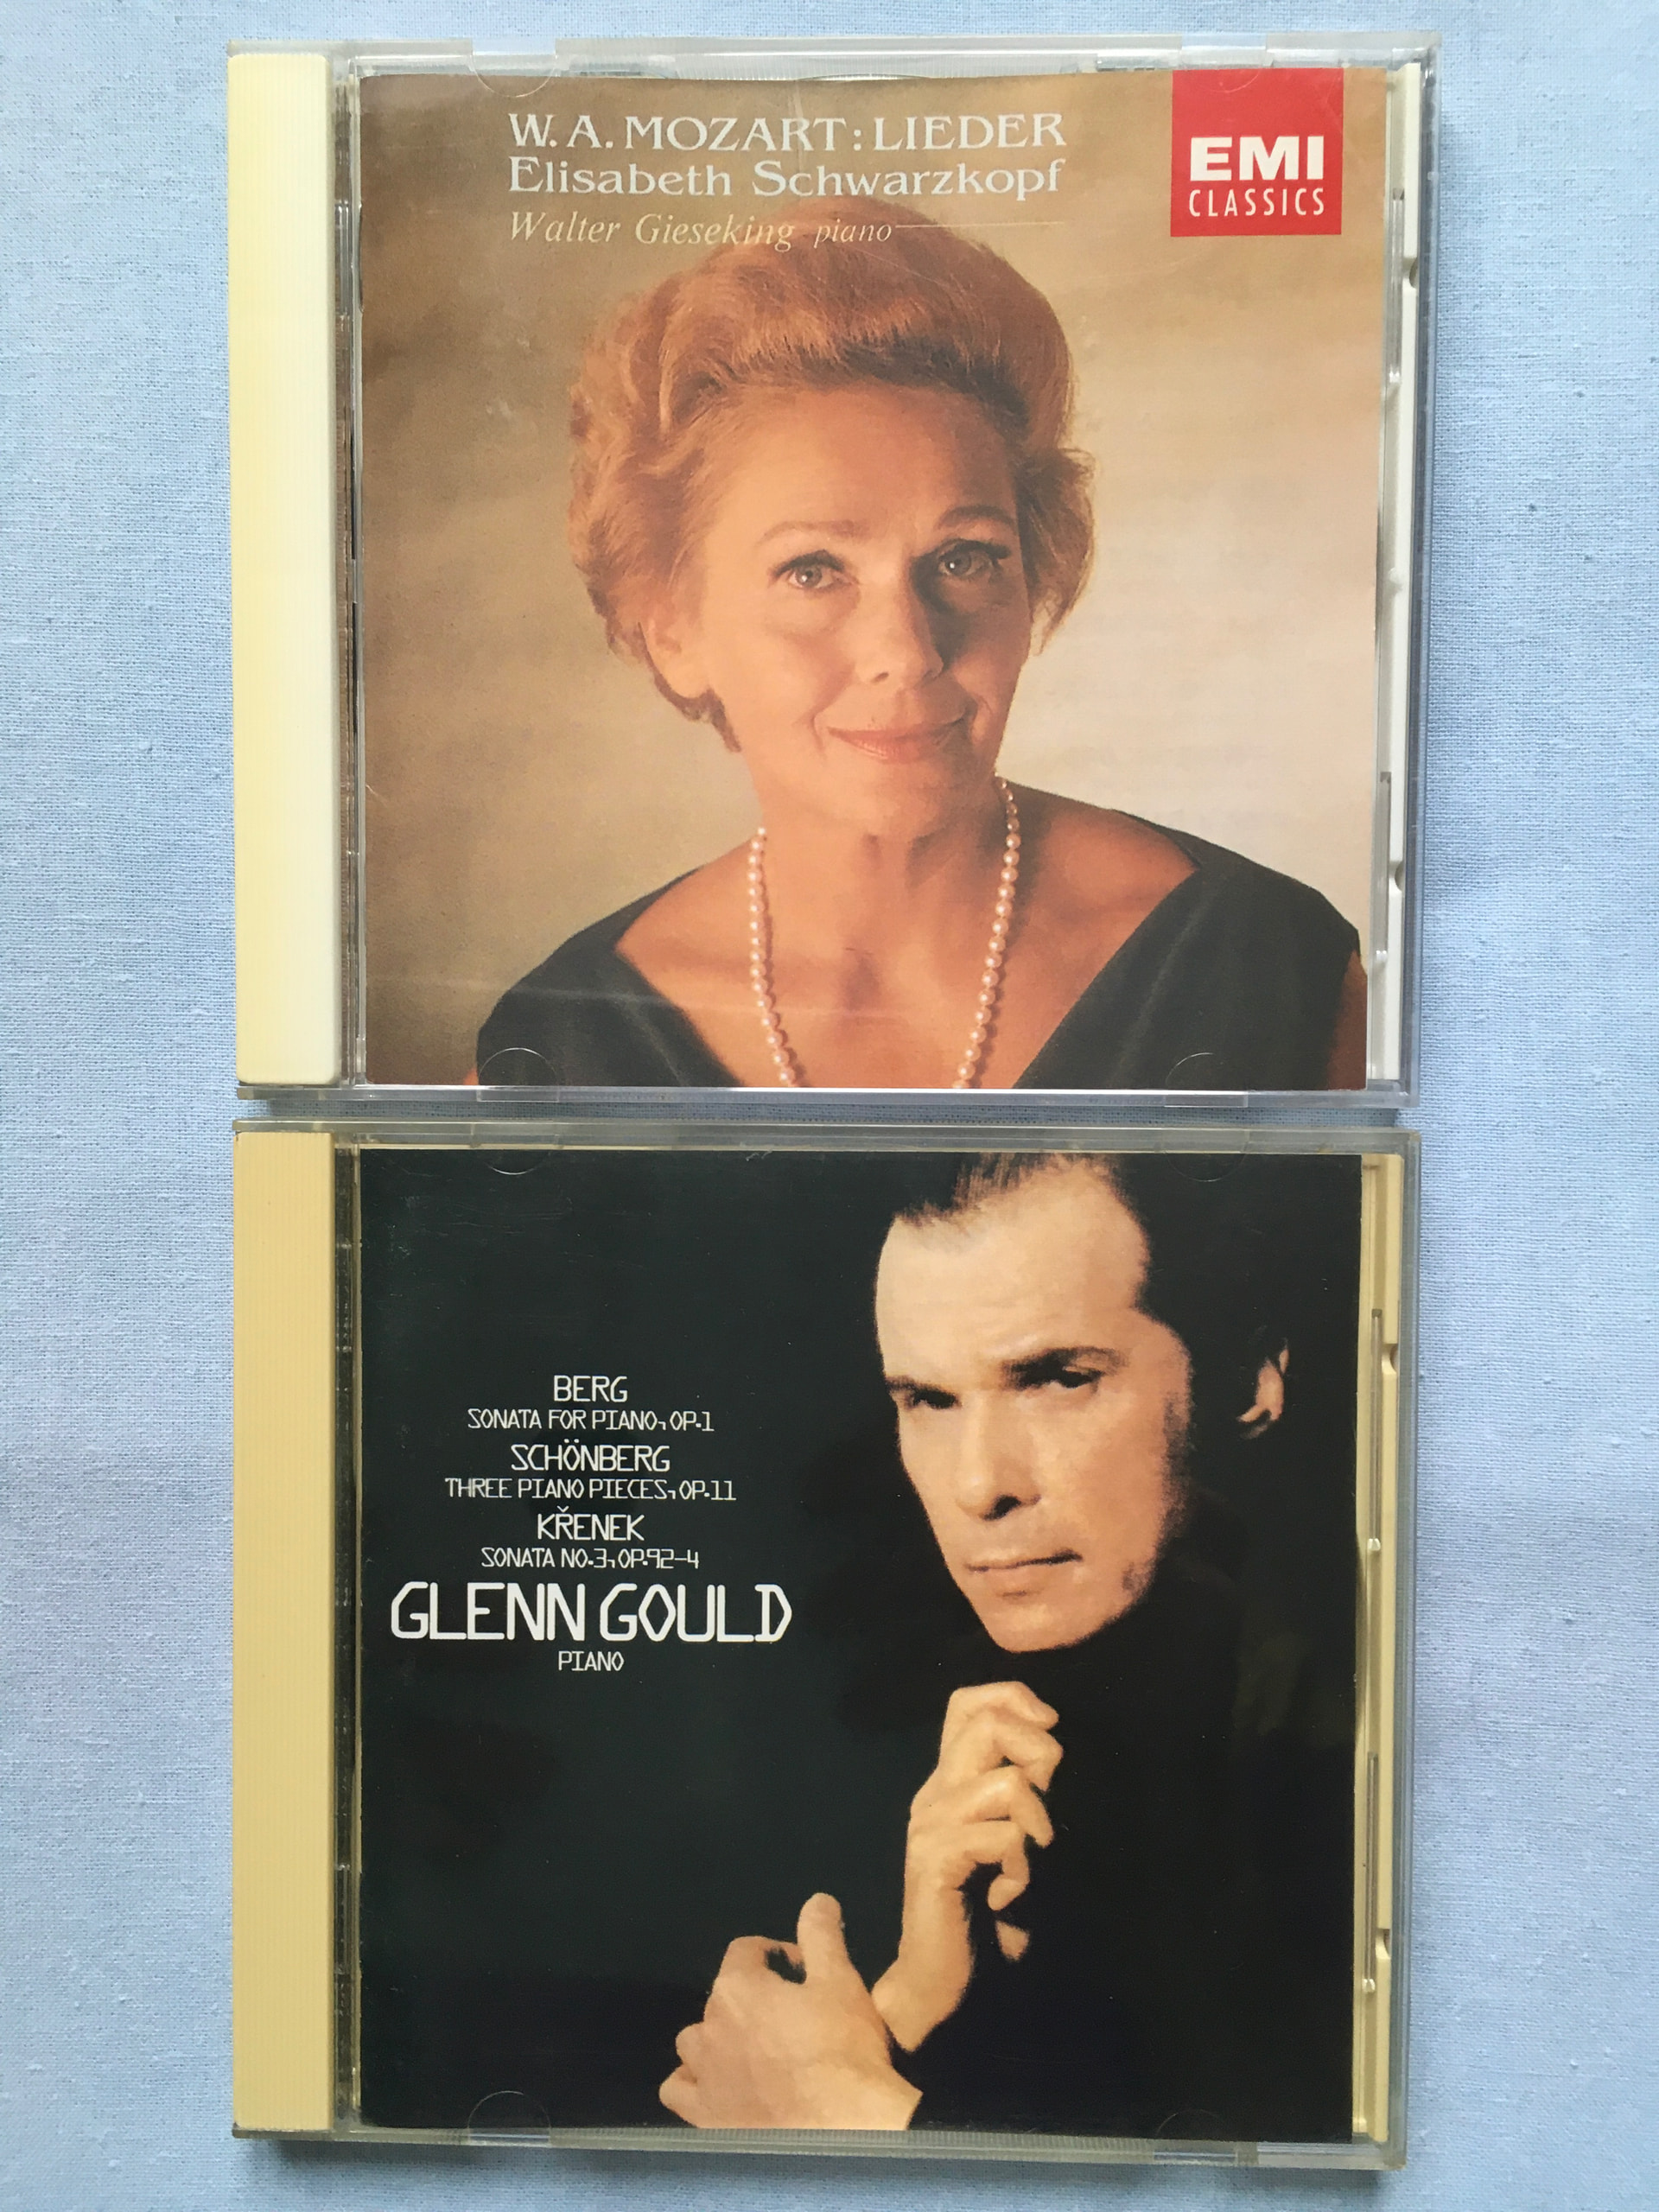 W. A. MOZART : LIEDER
Elisabeth Schwarzkopf
Walter Gieseking piano
EMI
CLASSICS
BERG
SONATA FOR PIANO, OP.1
SCHÖNBERG
THREE PIANO PIECES, OP.11
KŘENEK
SONATA NO.3, OP.92-4
GLENN GOULD
PIANO